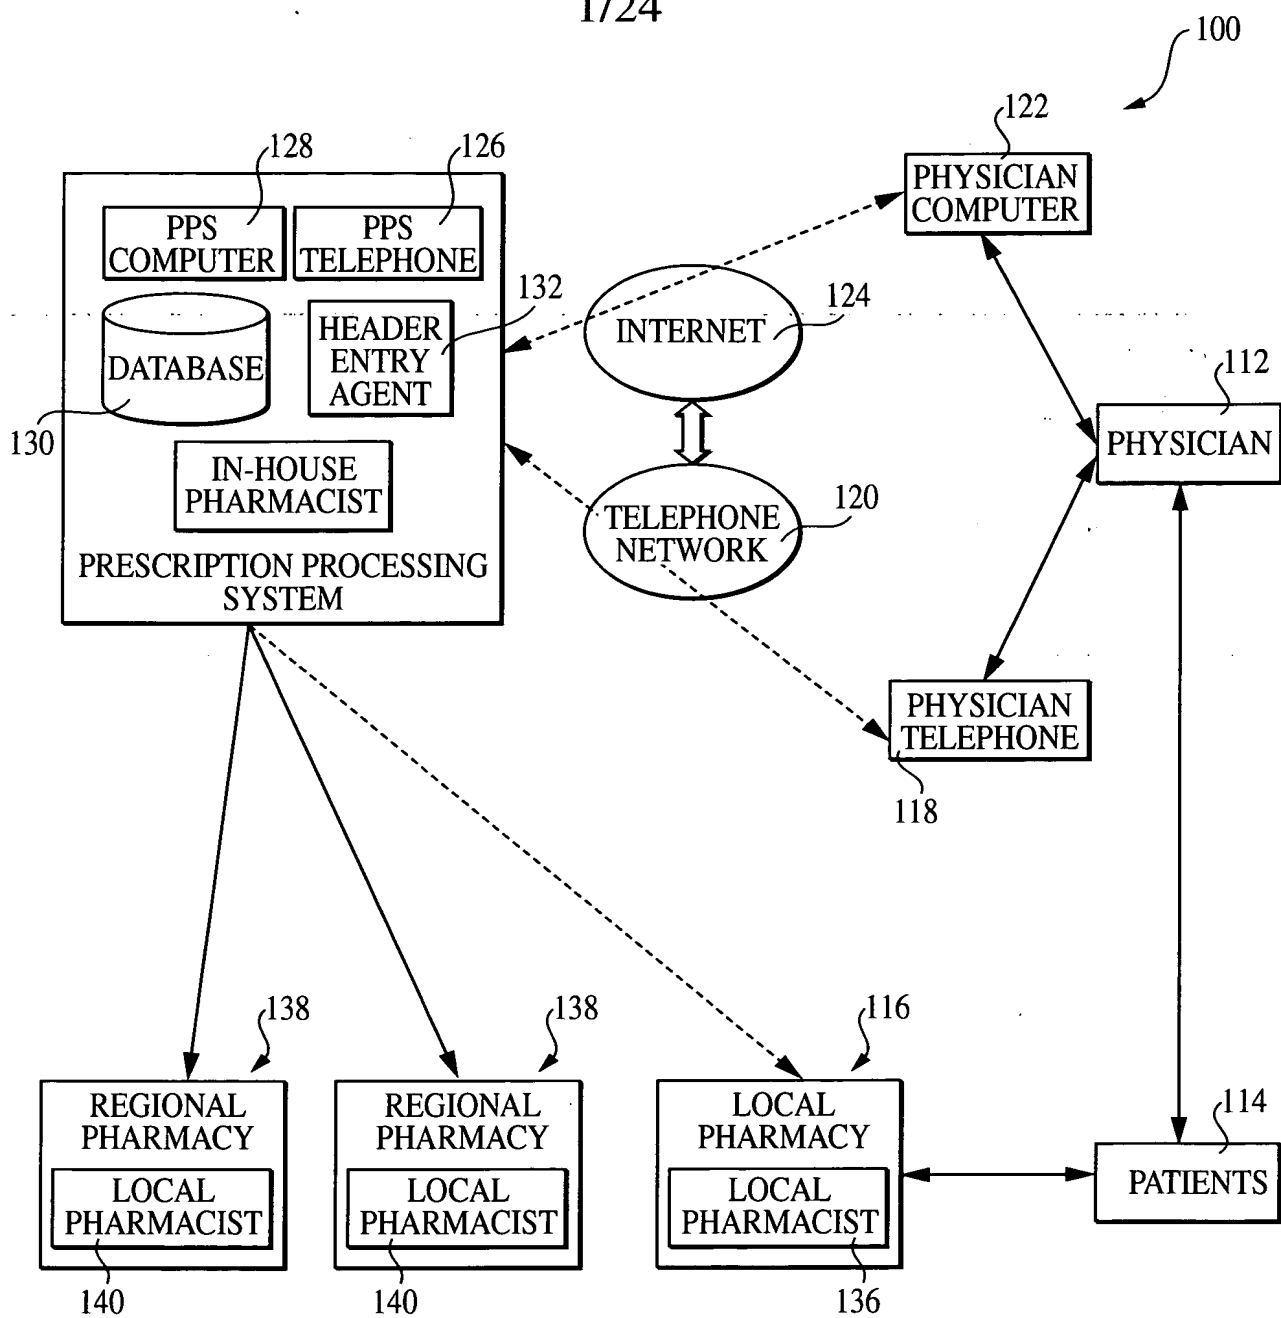 1/24
100
122
PHYSICIAN
COMPUTER
128
126
PPS
COMPUTER
PPS
TELEPHONE
132
HEADER
ENTRY
AGENT
DATABASE
130
IN-HOUSE
PHARMACIST
PRESCRIPTION PROCESSING
SYSTEM
INTERNET
124
TELEPHONE
NETWORK
120
112
PHYSICIAN
PHYSICIAN
TELEPHONE
118
138
REGIONAL
PHARMACY
LOCAL
PHARMACIST
140
138
REGIONAL
PHARMACY
LOCAL
PHARMACIST
140
116
LOCAL
PHARMACY
LOCAL
PHARMACIST
136
114
PATIENTS